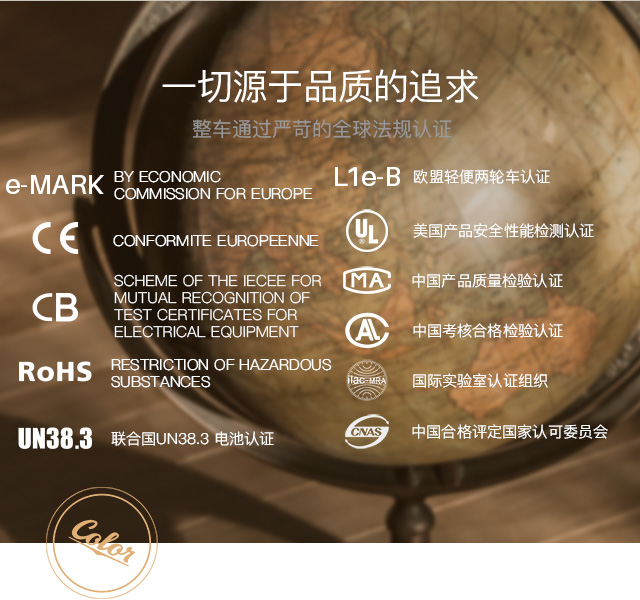 一切源于品质的追求
整车通过严苛的全球法规认证
e-MARK
BY ECONOMIC
COMMISSION FOR EUROPE
CE
CONFORMITE EUROPEENNE
CB
SCHEME OF THE IECEE FOR
MUTUAL RECOGNITION OF
TEST CERTIFICATES FOR
ELECTRICAL EQUIPMENT
RoHS
RESTRICTION OF HAZARDOUS
SUBSTANCES
UN38.3
联合国UN38.3 电池认证
L1e-B
欧盟轻便两轮车认证
UL
美国产品安全性能检测认证
MA
中国产品质量检验认证
AL
中国考核合格检验认证
ilac-MRA
国际实验室认证组织
CNAS
中国合格评定国家认可委员会
Color